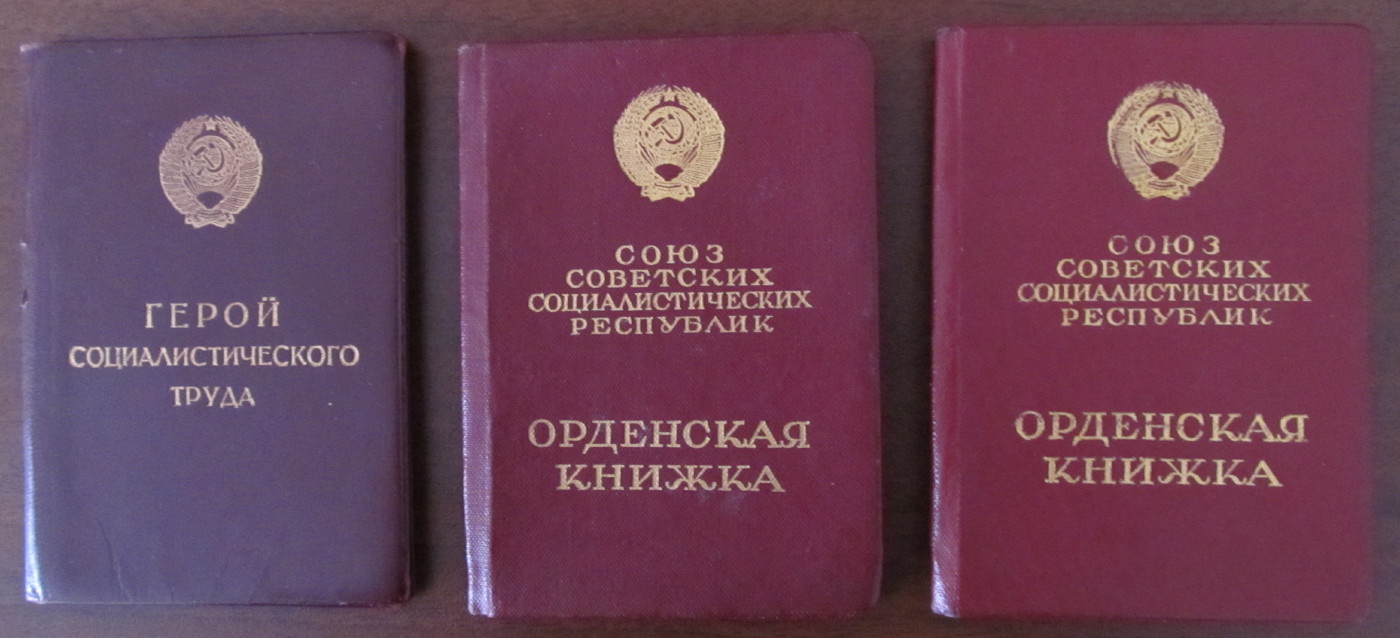 ГЕРОЙ
СОЦИАЛИСТИЧЕСКОГО
ТРУДА
СОЮЗ
СОВЕТСКИХ
СОЦИАЛИСТИЧЕСКИХ
РЕСПУБЛИК
ОРДЕНСКАЯ
КНИЖКА
СОЮЗ
СОВЕТСКИХ
СОЦИАЛИСТИЧЕСКИХ
РЕСПУБЛИК
ОРДЕНСКАЯ
КНИЖКА